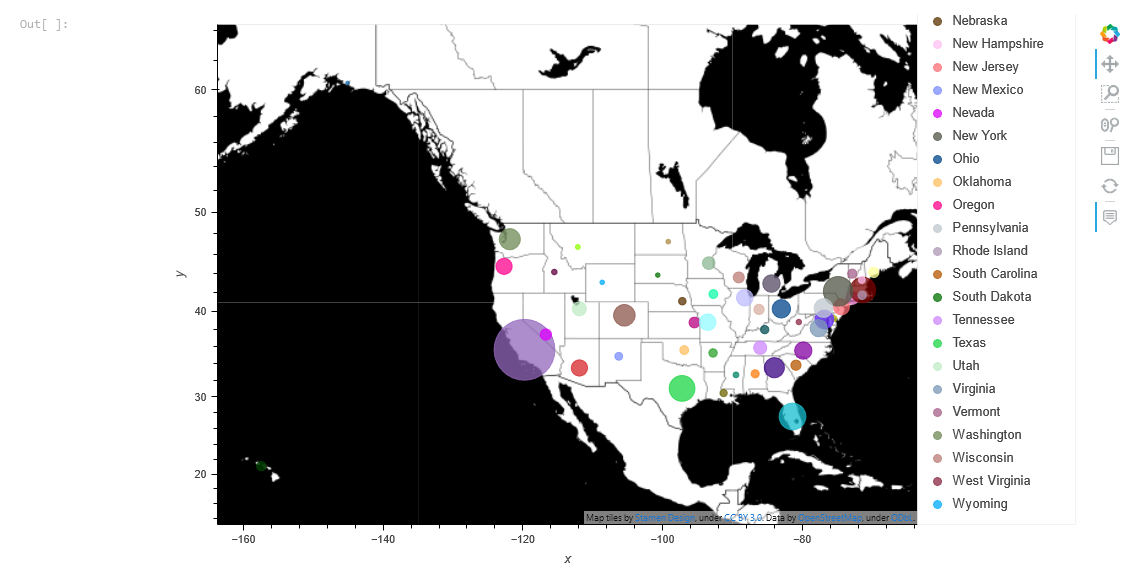 Out[ ]:
60
50
40
30
20
y
−160
−140
−120
−100
−80
x
Map tiles by Stamen Design, under CC BY 3.0. Data by OpenStreetMap, under ODbL.
Nebraska
New Hampshire
New Jersey
New Mexico
Nevada
New York
Ohio
Oklahoma
Oregon
Pennsylvania
Rhode Island
South Carolina
South Dakota
Tennessee
Texas
Utah
Virginia
Vermont
Washington
Wisconsin
West Virginia
Wyoming